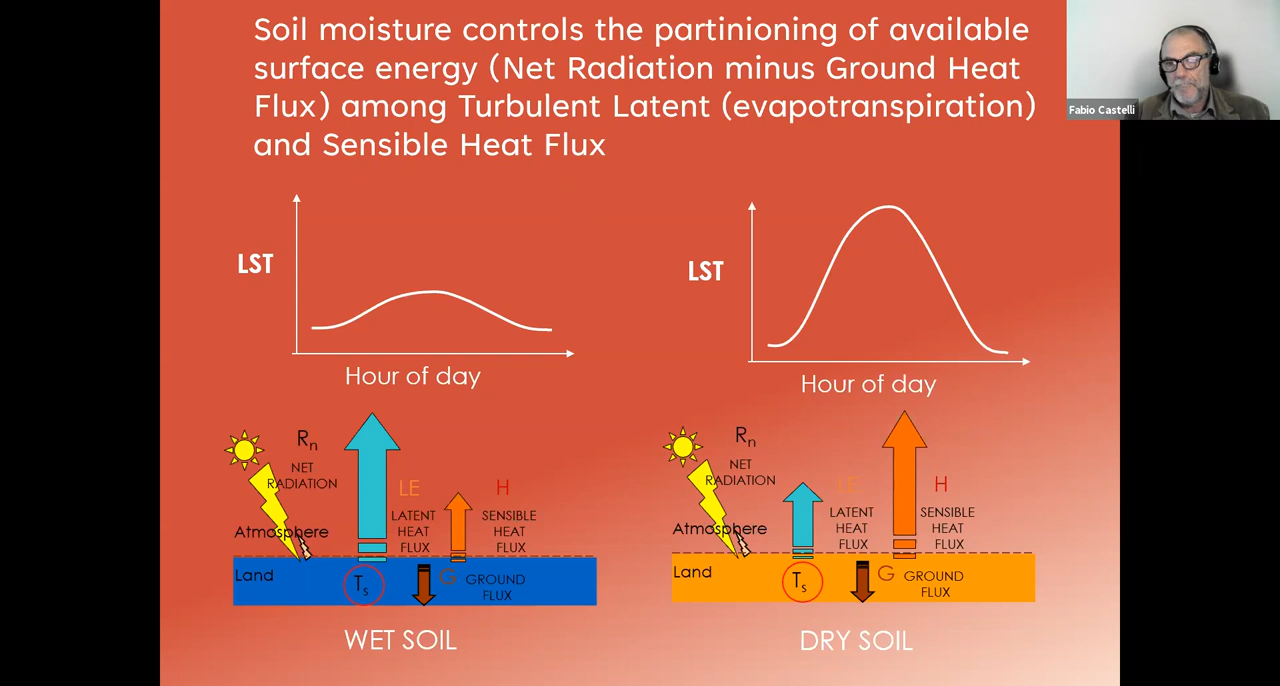 Soil moisture controls the partinioning of available
surface energy (Net Radiation minus Ground Heat
Flux) among Turbulent Latent (evapotranspiration)
and Sensible Heat Flux
Fabio Castelli
LST
Hour of day
LST
Hour of day
Rn
NET
RADIATION
LE
LATENT
HEAT
FLUX
H
SENSIBLE
HEAT
FLUX
Atmosphere
Land
Ts
G
GROUND
FLUX
WET SOIL
Rn
NET
RADIATION
LE
LATENT
HEAT
FLUX
H
SENSIBLE
HEAT
FLUX
Atmosphere
Land
Ts
G
GROUND
FLUX
DRY SOIL